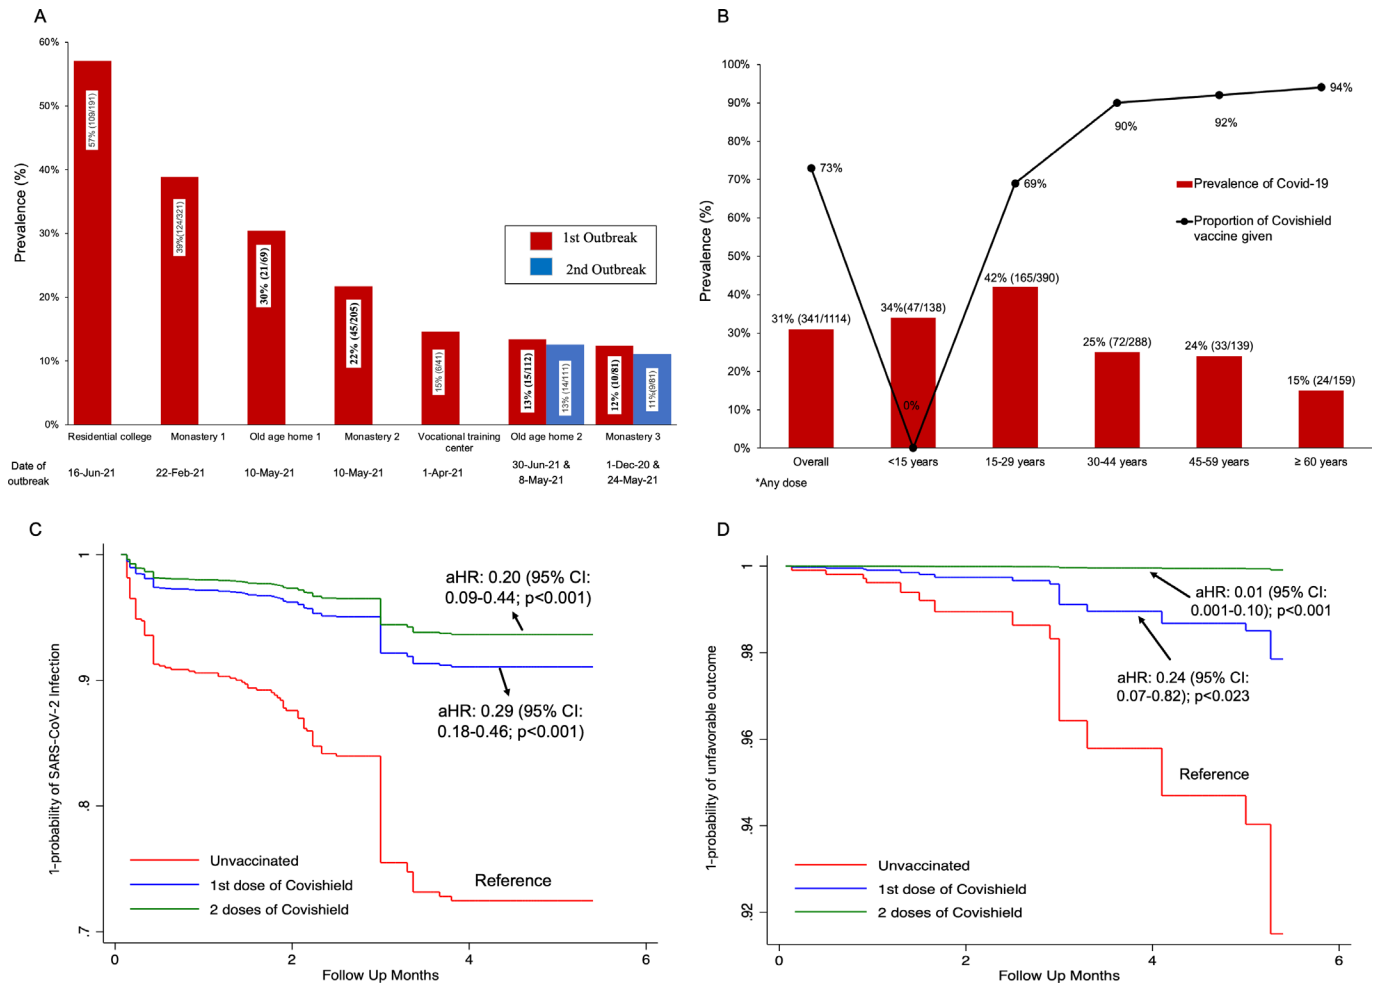 A
60%
50%
40%
30%
20%
10%
0%
Prevalence (%)
57% (109/191)
39%(124/321)
30% (21/69)
22% (45/205)
15% (6/41)
13% (15/112)
13% (14/111)
12% (10/81)
11%(9/81)
1st Outbreak
2nd Outbreak
Residential college
Monastery 1
Old age home 1
Monastery 2
Vocational training
center
Old age home 2
Monastery 3
Date of
outbreak
16-Jun-21
22-Feb-21
10-May-21
10-May-21
1-Apr-21
30-Jun-21 &
8-May-21
1-Dec-20 &
24-May-21
B
100%
90%
80%
70%
60%
50%
40%
30%
20%
10%
0%
Prevalence (%)
73%
0%
69%
90%
92%
94%
31% (341/1114)
34%(47/138)
42% (165/390)
25% (72/288)
24% (33/139)
15% (24/159)
Prevalence of Covid-19
Proportion of Covishield
vaccine given
Overall
<15 years
15-29 years
30-44 years
45-59 years
≥ 60 years
*Any dose
C
1
.9
.8
.7
1-probability of SARS-CoV-2 Infection
aHR: 0.20 (95% CI:
0.09-0.44; p<0.001)
aHR: 0.29 (95% CI:
0.18-0.46; p<0.001)
Reference
Unvaccinated
1st dose of Covishield
2 doses of Covishield
0
2
4
6
Follow Up Months
D
1
.98
.96
.94
.92
1-probability of unfavorable outcome
aHR: 0.01 (95% CI:
0.001-0.10); p<0.001
aHR: 0.24 (95% CI:
0.07-0.82); p<0.023
Reference
Unvaccinated
1st dose of Covishield
2 doses of Covishield
0
2
4
6
Follow Up Months